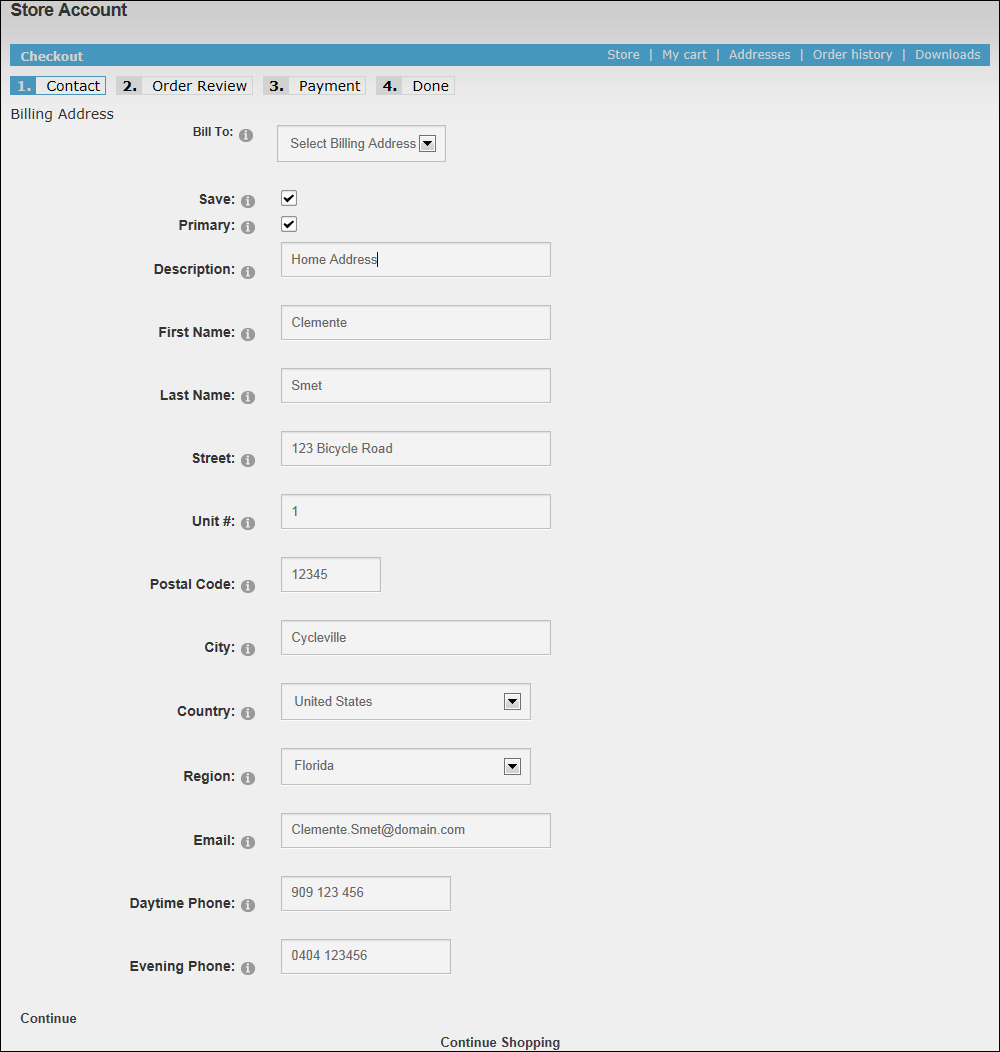 Store Account
Checkout Store | My cart | Addresses | Order history | Downloads
1. Contact 2. Order Review 3. Payment 4. Done
Billing Address
Bill To: Select Billing Address
Save:
Primary:
Description: Home Address
First Name: Clemente
Last Name: Smet
Street: 123 Bicycle Road
Unit #: 1
Postal Code: 12345
City: Cycleville
Country: United States
Region: Florida
Email: Clemente.Smet@domain.com
Daytime Phone: 909 123 456
Evening Phone: 0404 123456
Continue
Continue Shopping